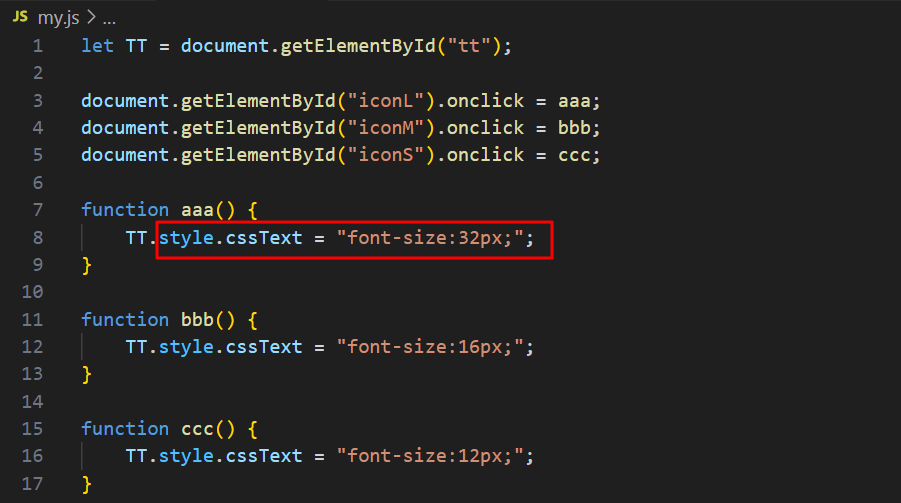 JS my.js > ...
1 let TT = document.getElementById("tt");
2
3 document.getElementById("iconL").onclick = aaa;
4 document.getElementById("iconM").onclick = bbb;
5 document.getElementById("iconS").onclick = ccc;
6
7 function aaa() {
8     TT.style.cssText = "font-size:32px;";
9 }
10
11 function bbb() {
12     TT.style.cssText = "font-size:16px;";
13 }
14
15 function ccc() {
16     TT.style.cssText = "font-size:12px;";
17 }